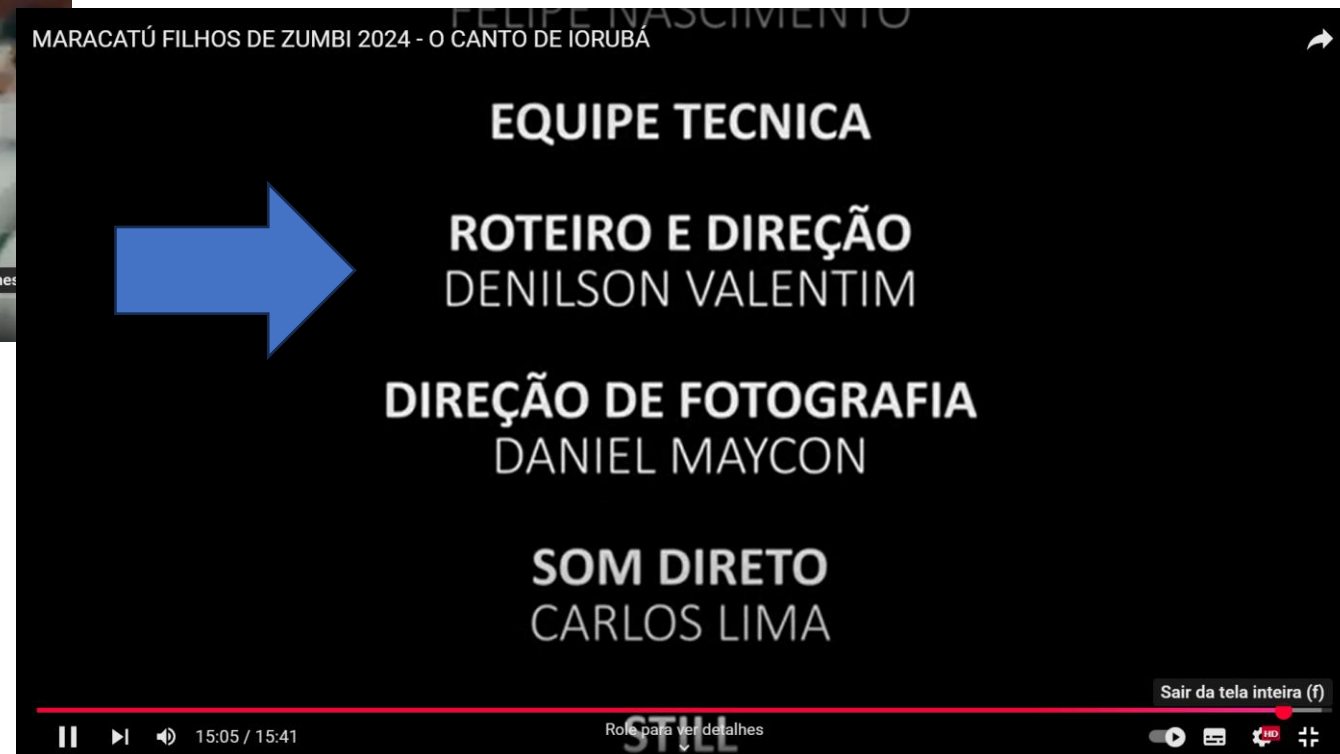 FELIPE NASCIMENTO
MARACATÚ FILHOS DE ZUMBI 2024 - O CANTO DE IORUBÁ
EQUIPE TECNICA
ROTEIRO E DIREÇÃO
DENILSON VALENTIM
DIREÇÃO DE FOTOGRAFIA
DANIEL MAYCON
SOM DIRETO
CARLOS LIMA
Sair da tela inteira (f)
15:05 / 15:41
Role para ver detalhes
STILL
HD